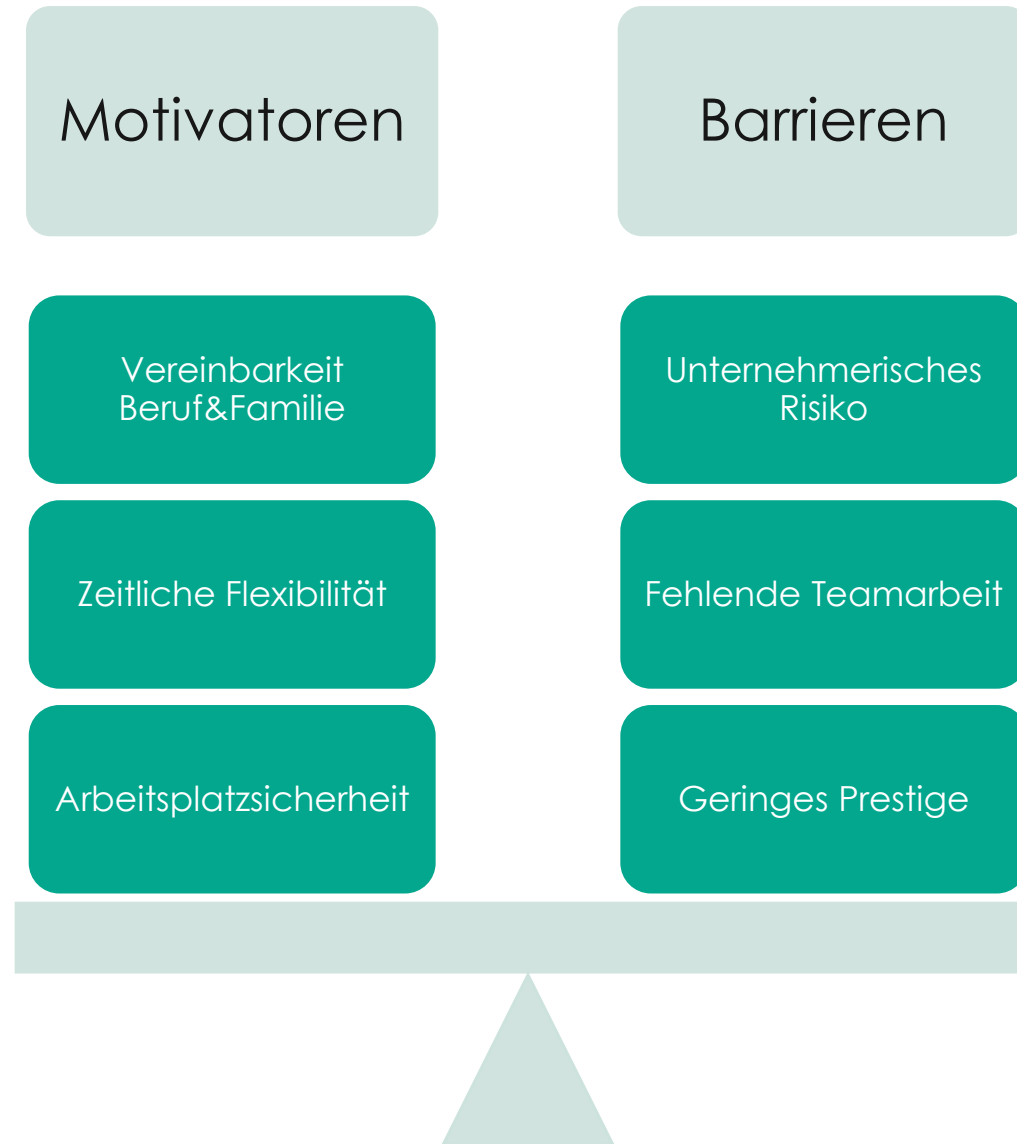 Motivatoren
Barrieren
Vereinbarkeit
Beruf&Familie
Unternehmerisches
Risiko
Zeitliche Flexibilität
Fehlende Teamarbeit
Arbeitsplatzsicherheit
Geringes Prestige